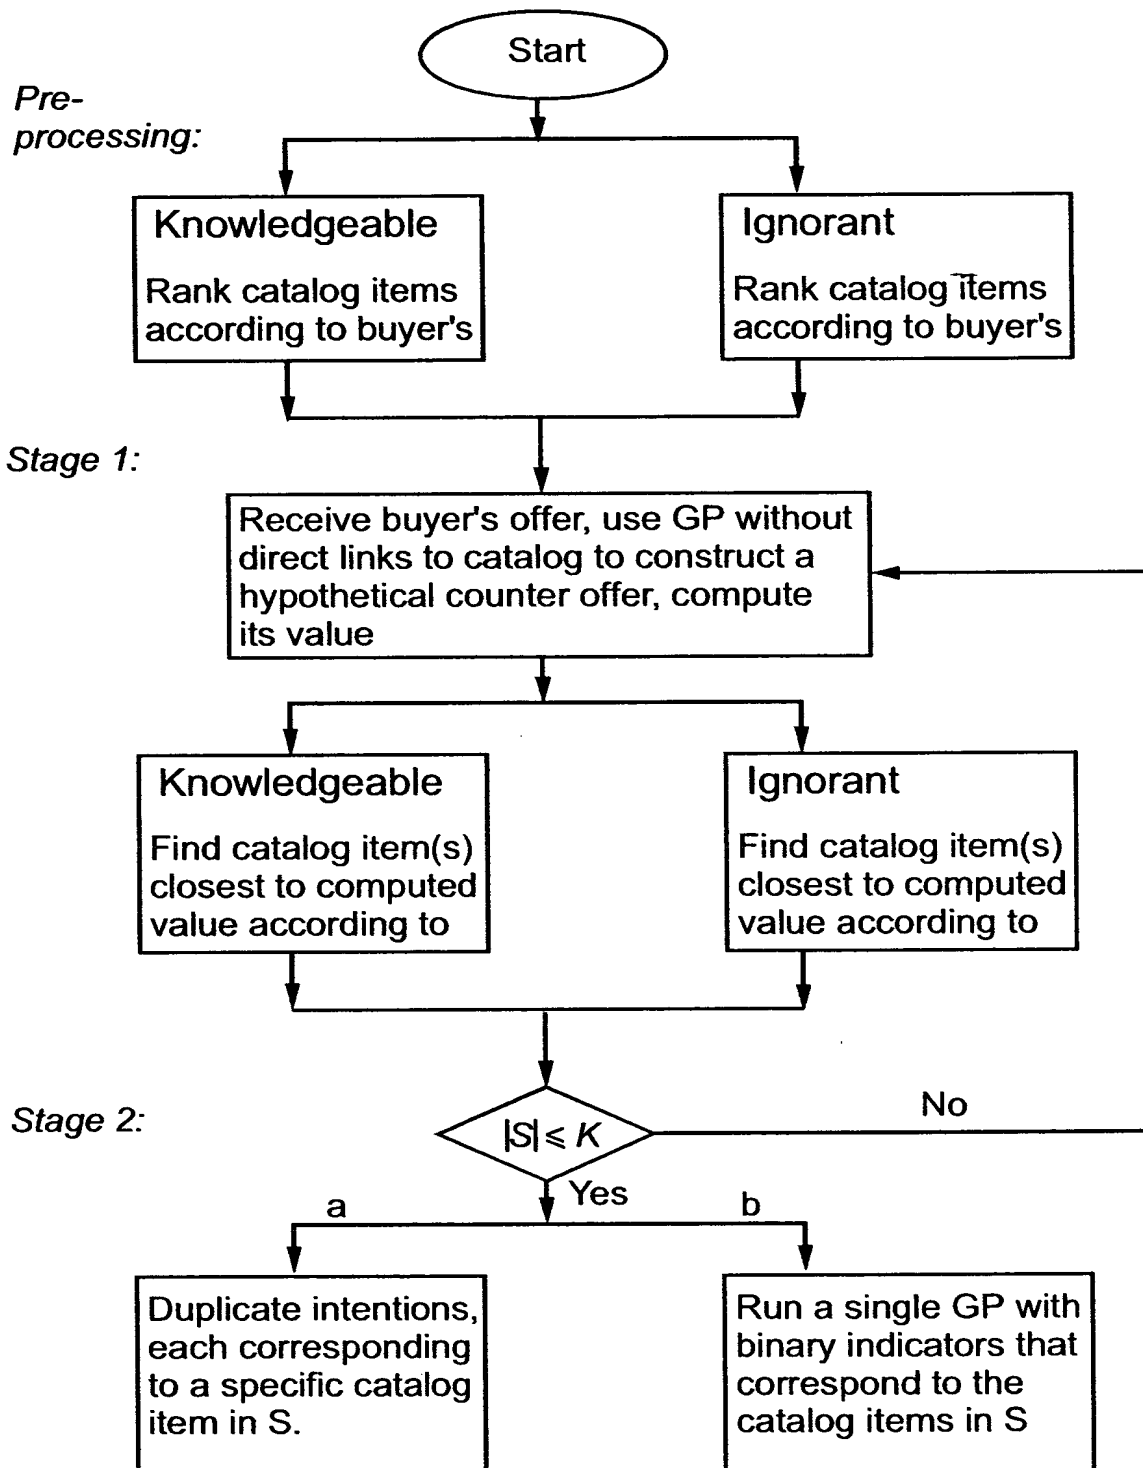 Start
Pre-
processing:
Knowledgeable
Rank catalog items
according to buyer's
Ignorant
Rank catalog items
according to buyer's
Stage 1:
Receive buyer's offer, use GP without
direct links to catalog to construct a
hypothetical counter offer, compute
its value
Knowledgeable
Find catalog item(s)
closest to computed
value according to
Ignorant
Find catalog item(s)
closest to computed
value according to
Stage 2:
|S| ⩽ K
No
Yes
a
b
Duplicate intentions,
each corresponding
to a specific catalog
item in S.
Run a single GP with
binary indicators that
correspond to the
catalog items in S